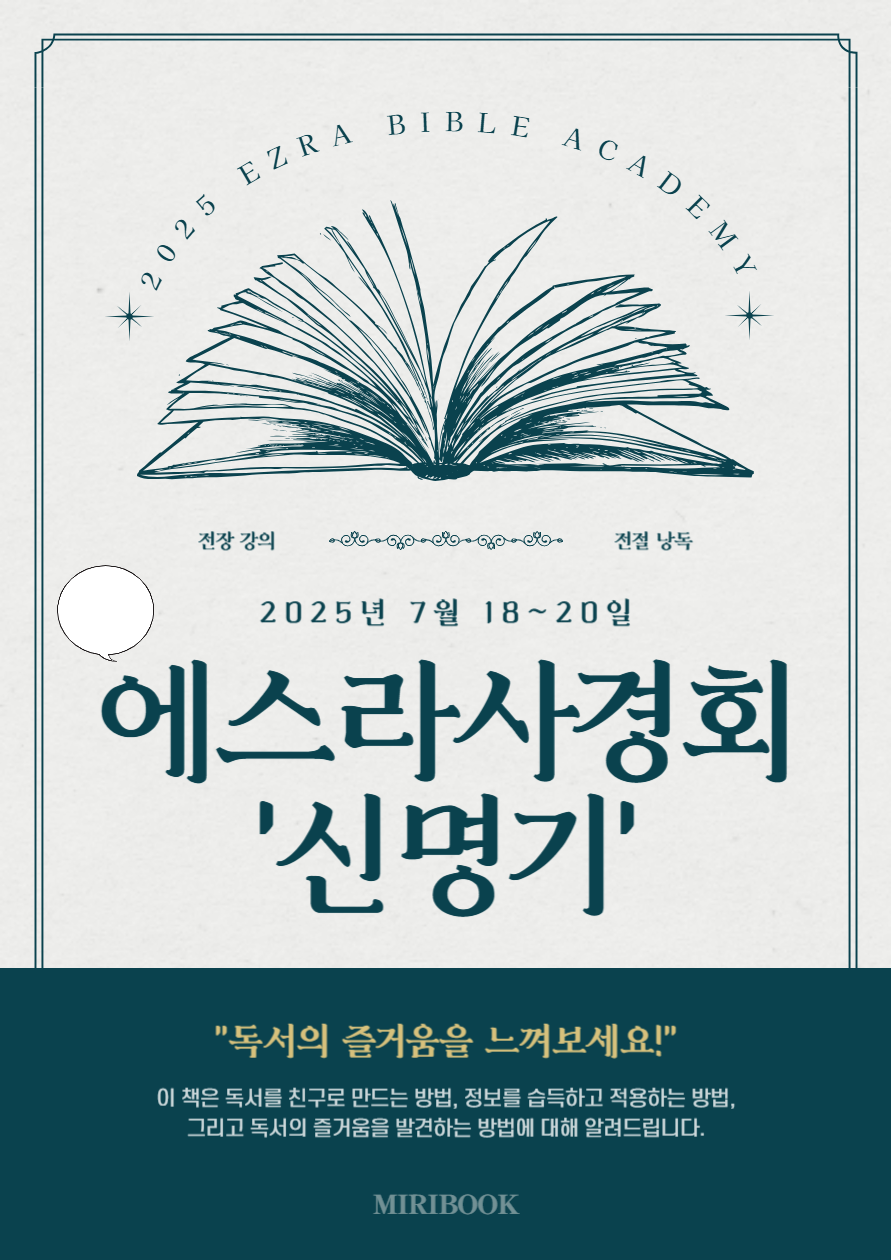 2025 EZRA BIBLE ACADEMY
전장 강의
전절 낭독
2025년 7월 18~20일
에스라사경회
'신명기'
"독서의 즐거움을 느껴보세요!"
이 책은 독서를 친구로 만드는 방법, 정보를 습득하고 적용하는 방법,
그리고 독서의 즐거움을 발견하는 방법에 대해 알려드립니다.
MIRIBOOK